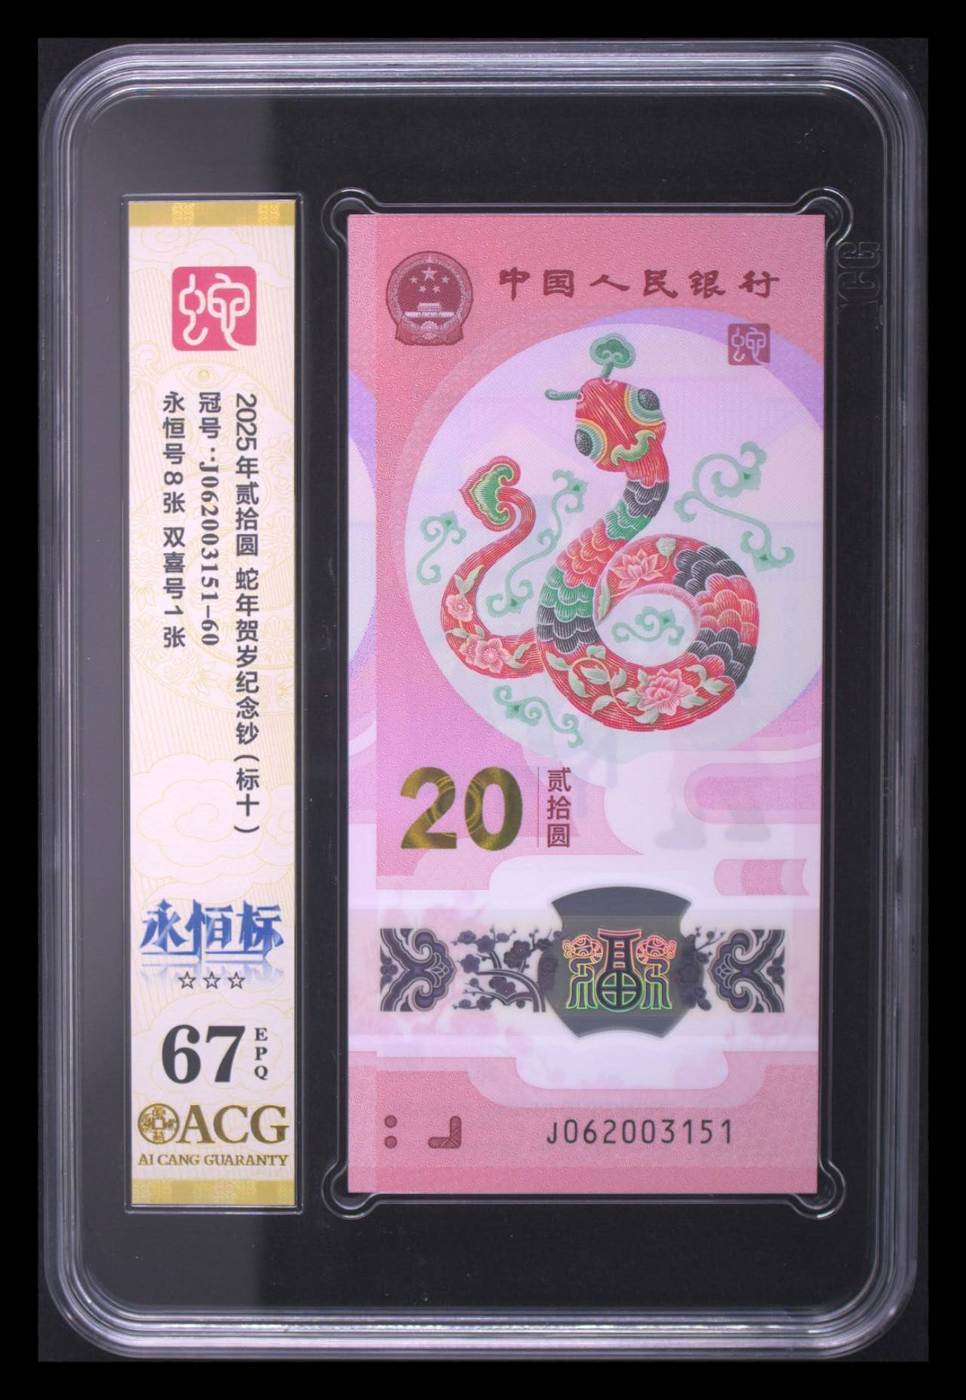 蛇
2025年贰拾圆 蛇年贺岁纪念钞（标十）
冠号：J062003151-60
永恒号8张 双喜号1张
永恒标
☆☆☆
67
EPQ
ACG
AI CANG GUARANTY
中国人民银行
蛇
20
贰拾圆
福
J062003151